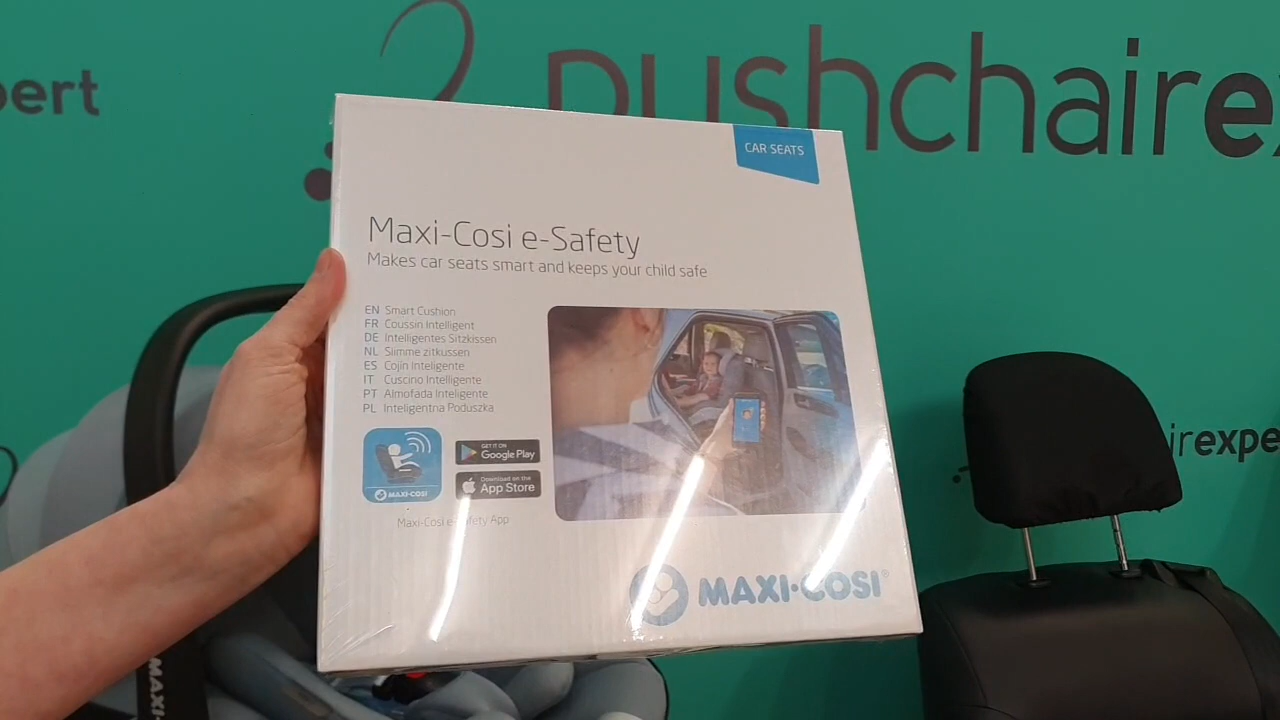 pert
pushchairex
CAR SEATS
Maxi-Cosi e-Safety
Makes car seats smart and keeps your child safe
EN Smart Cushion
FR Coussin Intelligent
DE Intelligentes Sitzkissen
NL Slimme zitkussen
ES Cojín Inteligente
IT Cuscino Intelligente
PT Almofada Inteligente
PL Inteligentna Poduszka
MAXI-COSI
GET IT ON
Google Play
Download on the
App Store
Maxi-Cosi e-Safety App
MAXI·COSI®
irexpe
MAXI-